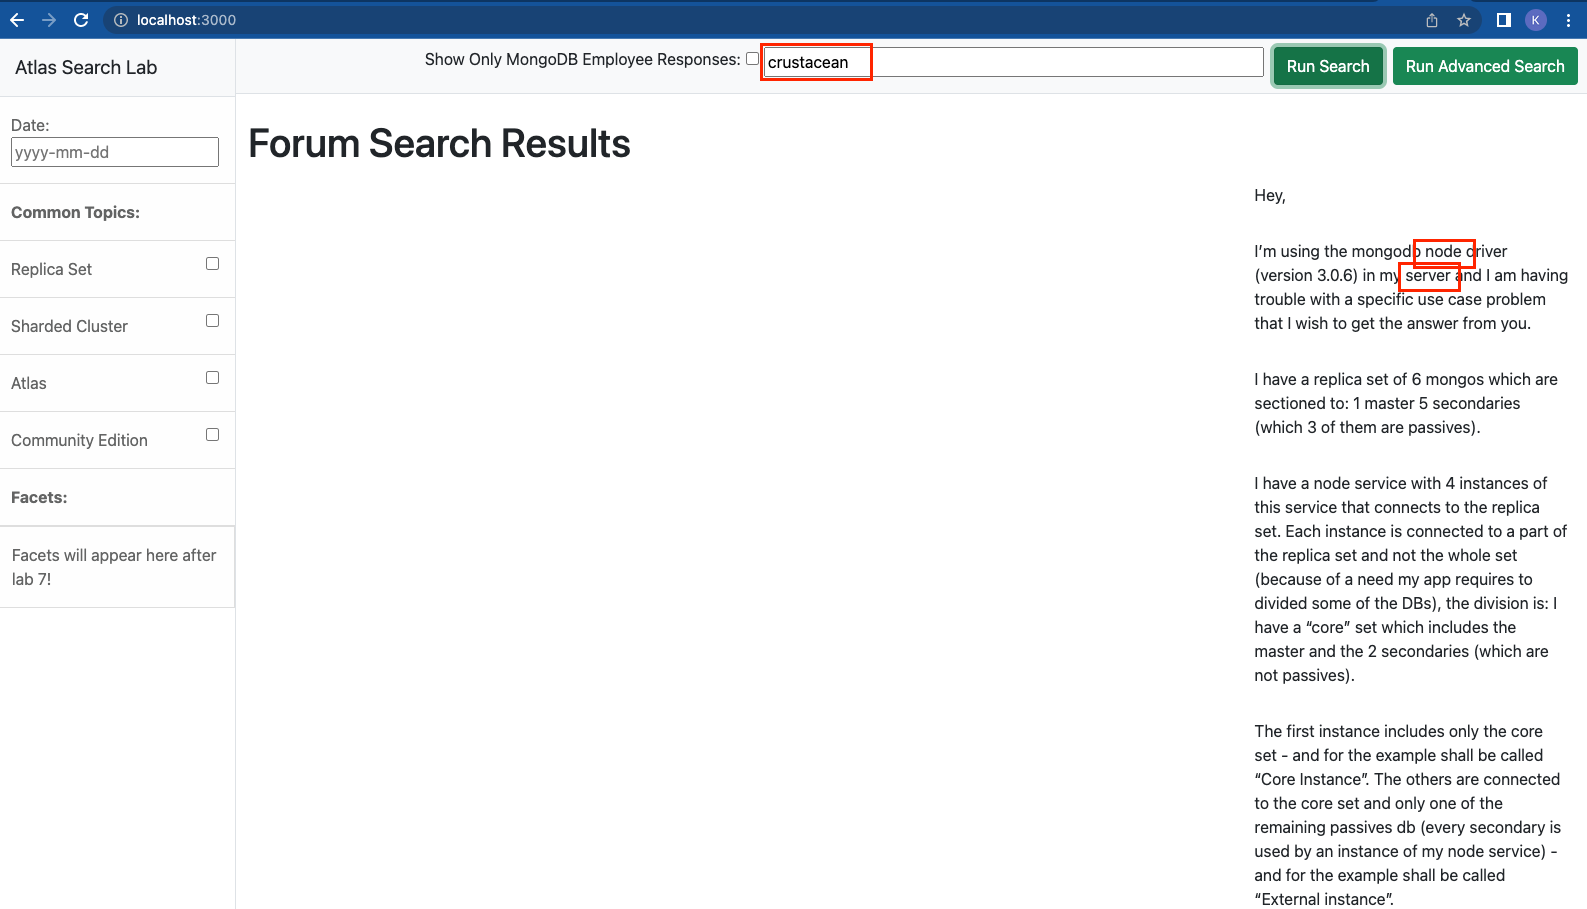 localhost:3000
K
Atlas Search Lab
Show Only MongoDB Employee Responses:
crustacean
Run Search
Run Advanced Search
Date:
yyyy-mm-dd
Common Topics:
Replica Set
Sharded Cluster
Atlas
Community Edition
Facets:
Facets will appear here after
lab 7!
Forum Search Results
Hey,
I’m using the mongodb node driver
(version 3.0.6) in my server and I am having
trouble with a specific use case problem
that I wish to get the answer from you.
I have a replica set of 6 mongos which are
sectioned to: 1 master 5 secondaries
(which 3 of them are passives).
I have a node service with 4 instances of
this service that connects to the replica
set. Each instance is connected to a part of
the replica set and not the whole set
(because of a need my app requires to
divided some of the DBs), the division is: I
have a “core” set which includes the
master and the 2 secondaries (which are
not passives).
The first instance includes only the core
set - and for the example shall be called
“Core Instance”. The others are connected
to the core set and only one of the
remaining passives db (every secondary is
used by an instance of my node service) -
and for the example shall be called
“External instance”.